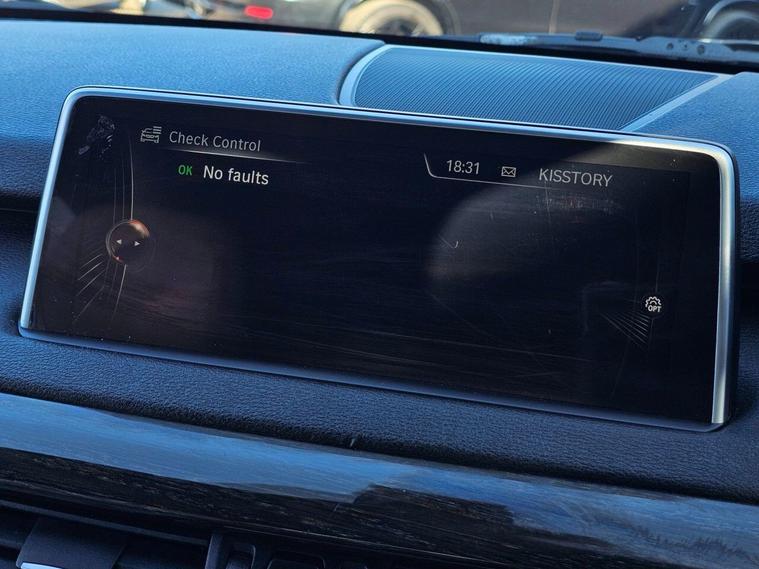 Check Control
18:31 KISSTORY
OK No faults
OPT